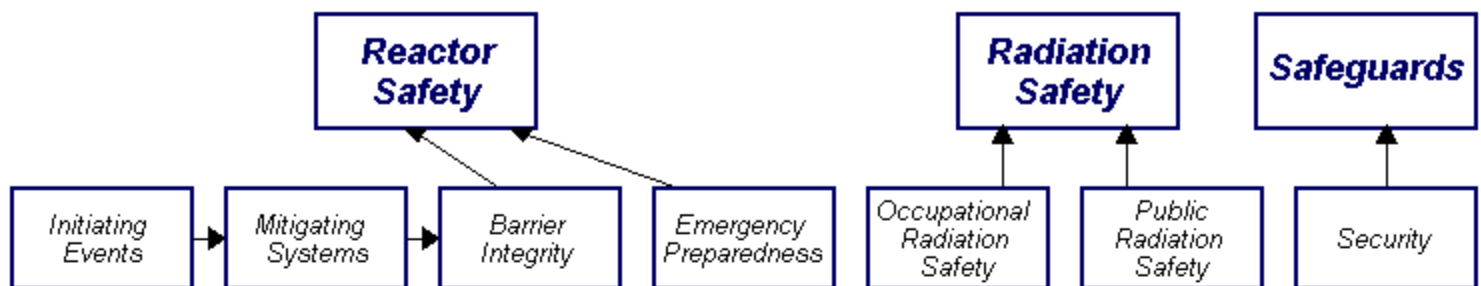 Reactor
Safety
Radiation
Safety
Safeguards
Initiating
Events
Mitigating
Systems
Barrier
Integrity
Emergency
Preparedness
Occupational
Radiation
Safety
Public
Radiation
Safety
Security